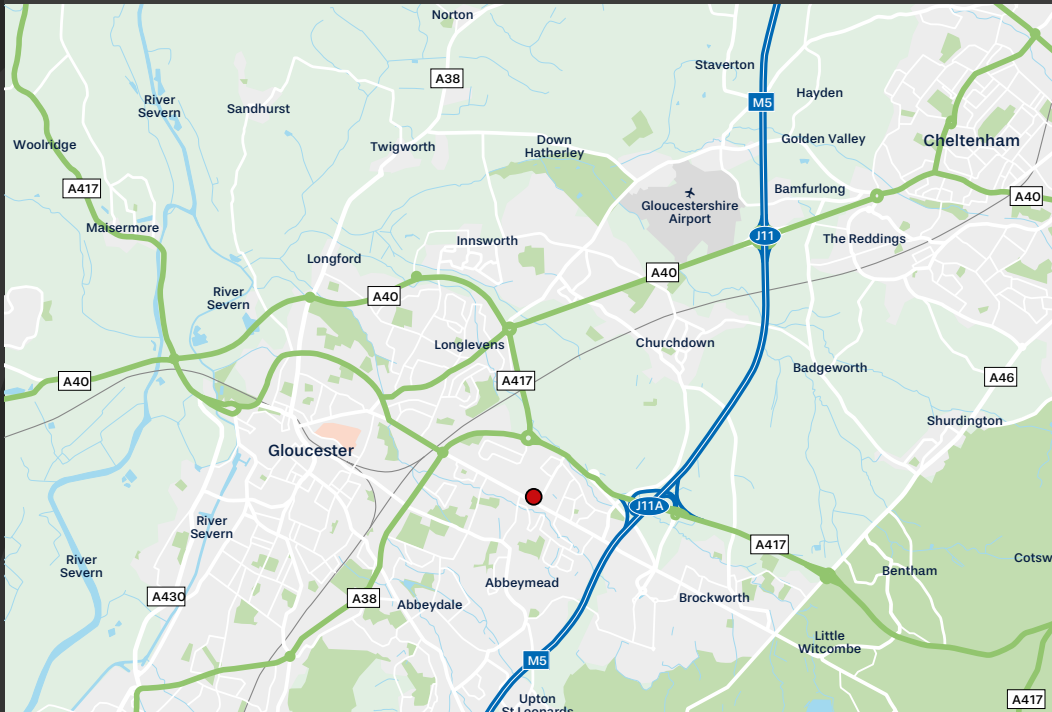 Norton
Staverton
A38
Hayden
M5
River
Severn
Sandhurst
Golden Valley
Cheltenham
Woolridge
Twigworth
Down
Hatherley
A417
Bamfurlong
A40
Gloucestershire
Airport
Maisermore
J11
The Reddings
Innsworth
Longford
A40
River
Severn
A40
Longlevens
Churchdown
Badgeworth
A40
A417
A46
Shurdington
Gloucester
J11A
River
Severn
A417
River
Severn
Cotsw
Bentham
Abbeymead
A430
A38
Abbeydale
Brockworth
Little
Witcombe
M5
Upton
St Leonards
A417